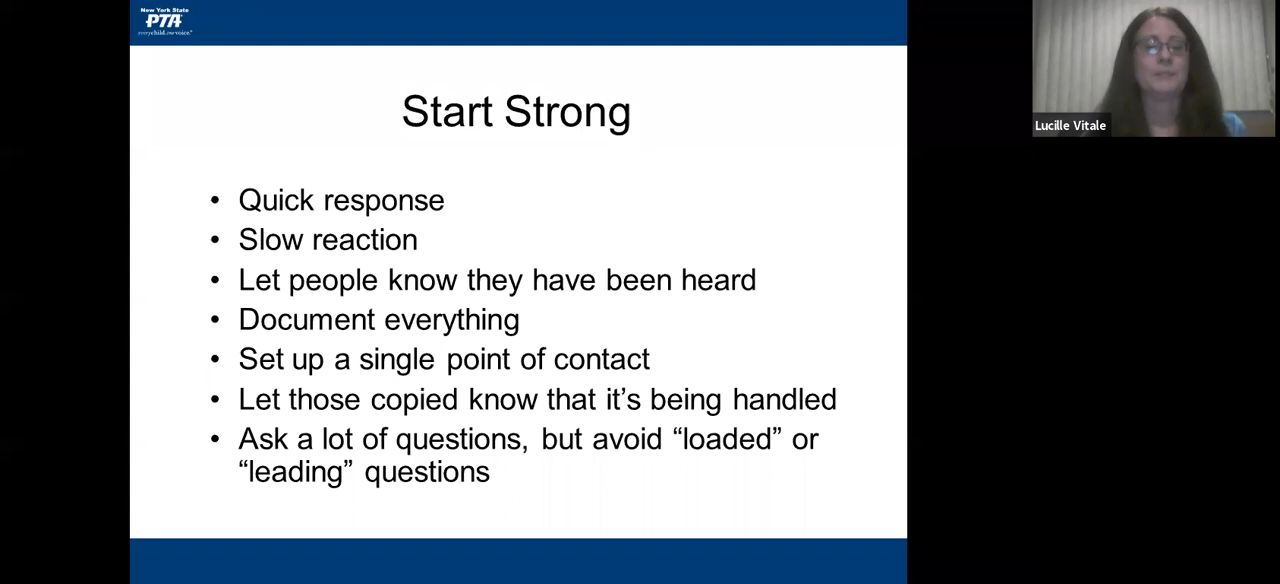 New York State
PTA
everychild.onevoice.®
Start Strong
• Quick response
• Slow reaction
• Let people know they have been heard
• Document everything
• Set up a single point of contact
• Let those copied know that it’s being handled
• Ask a lot of questions, but avoid “loaded” or
“leading” questions
Lucille Vitale